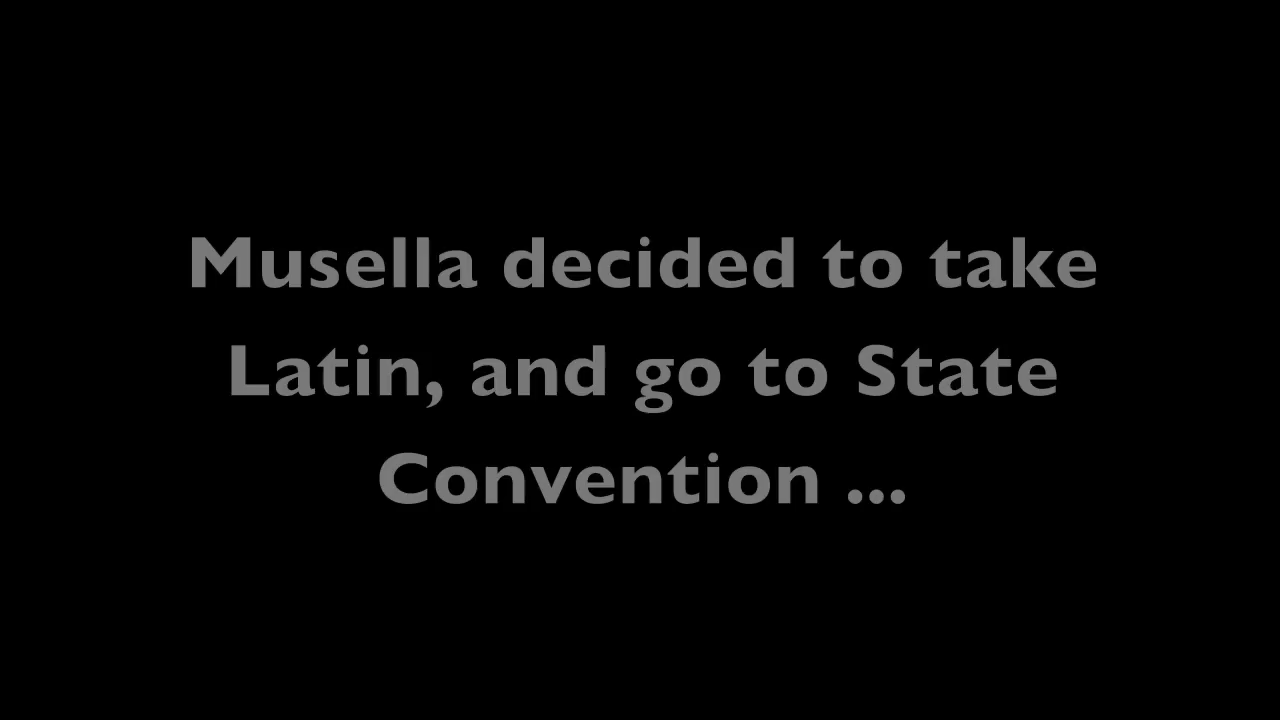 Musella decided to take
Latin, and go to State
Convention ...